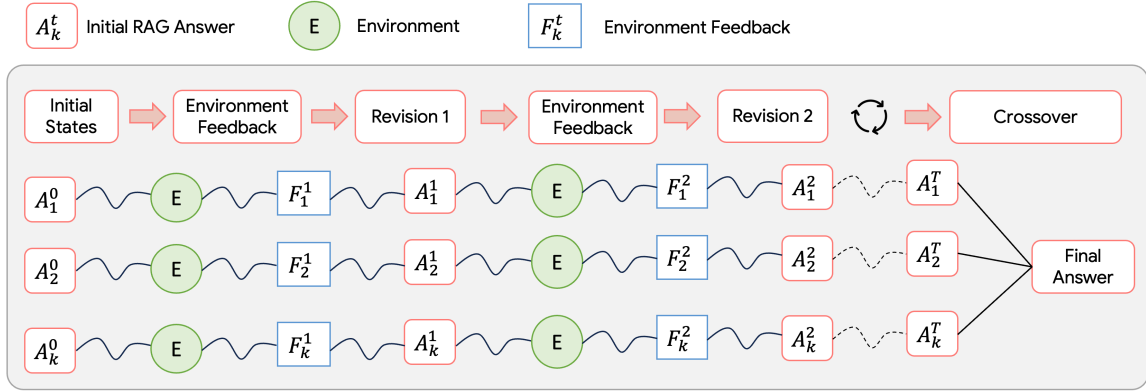 $A_k^t$ Initial RAG Answer E Environment $F_k^t$ Environment Feedback
Initial
States
Environment
Feedback
Revision 1
Environment
Feedback
Revision 2
Crossover
$A_1^0$ E $F_1^1$ $A_1^1$ E $F_1^2$ $A_1^2$ $A_1^T$
$A_2^0$ E $F_2^1$ $A_2^1$ E $F_2^2$ $A_2^2$ $A_2^T$
Final
Answer
$A_k^0$ E $F_k^1$ $A_k^1$ E $F_k^2$ $A_k^2$ $A_k^T$